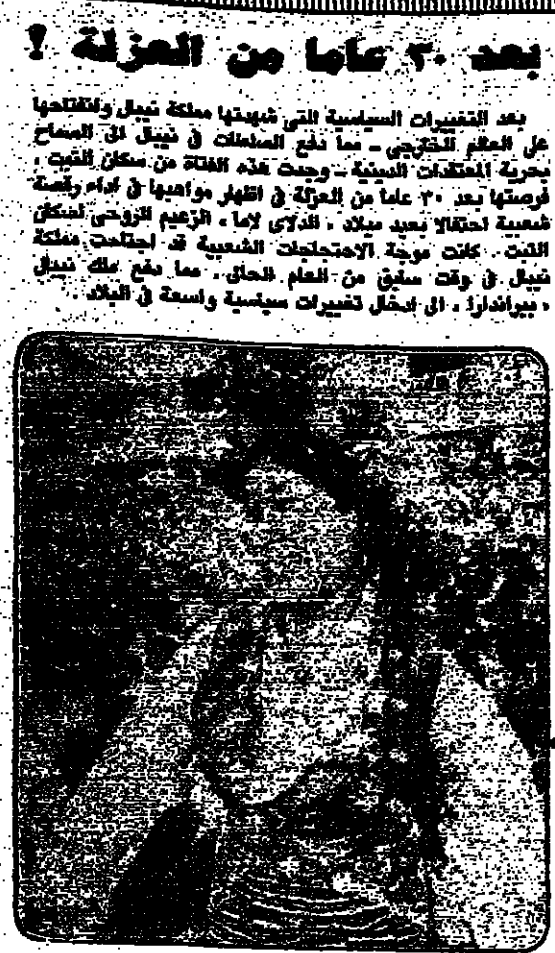 بعد ٣٠ عاما من العزلة !
بعد التغييرات السياسية التى شهدتها مملكة نيبال وانفتاحها
على العالم الخارجى - مما دفع السلطات فى نيبال الى السماح
بحرية المعتقدات الدينية - وجدت هذه الفتاة من سكان التبت ،
فرصتها بعد ٣٠ عاما من العزلة فى اظهار مواهبها فى اداء رقصة
شعبية احتفالا بعيد ميلاد « الدلاى لاما » الزعيم الروحى لسكان
التبت . كانت موجة الاحتجاجات الشعبية قد اجتاحت مملكة
نيبال فى وقت سابق من العام الحالى ، مما دفع ملك نيبال
« بيراندارا » الى ادخال تغييرات سياسية واسعة فى البلاد .